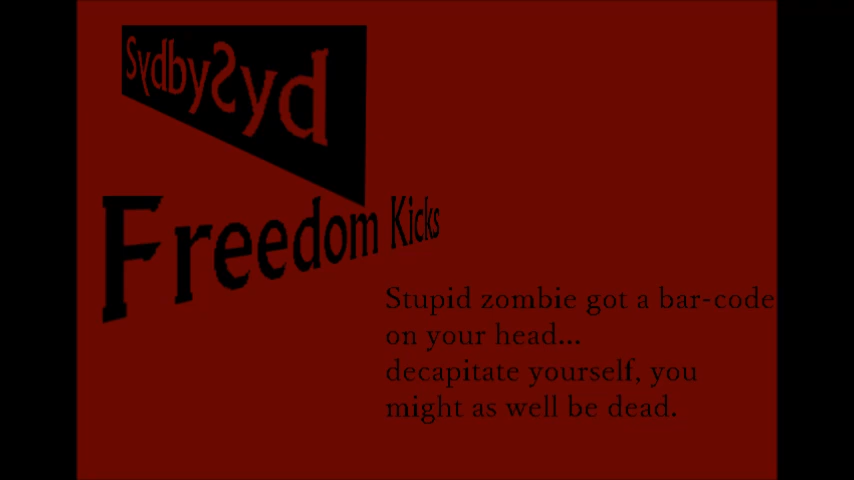 SydbySyd
Freedom Kicks
Stupid zombie got a bar-code
on your head...
decapitate yourself, you
might as well be dead.